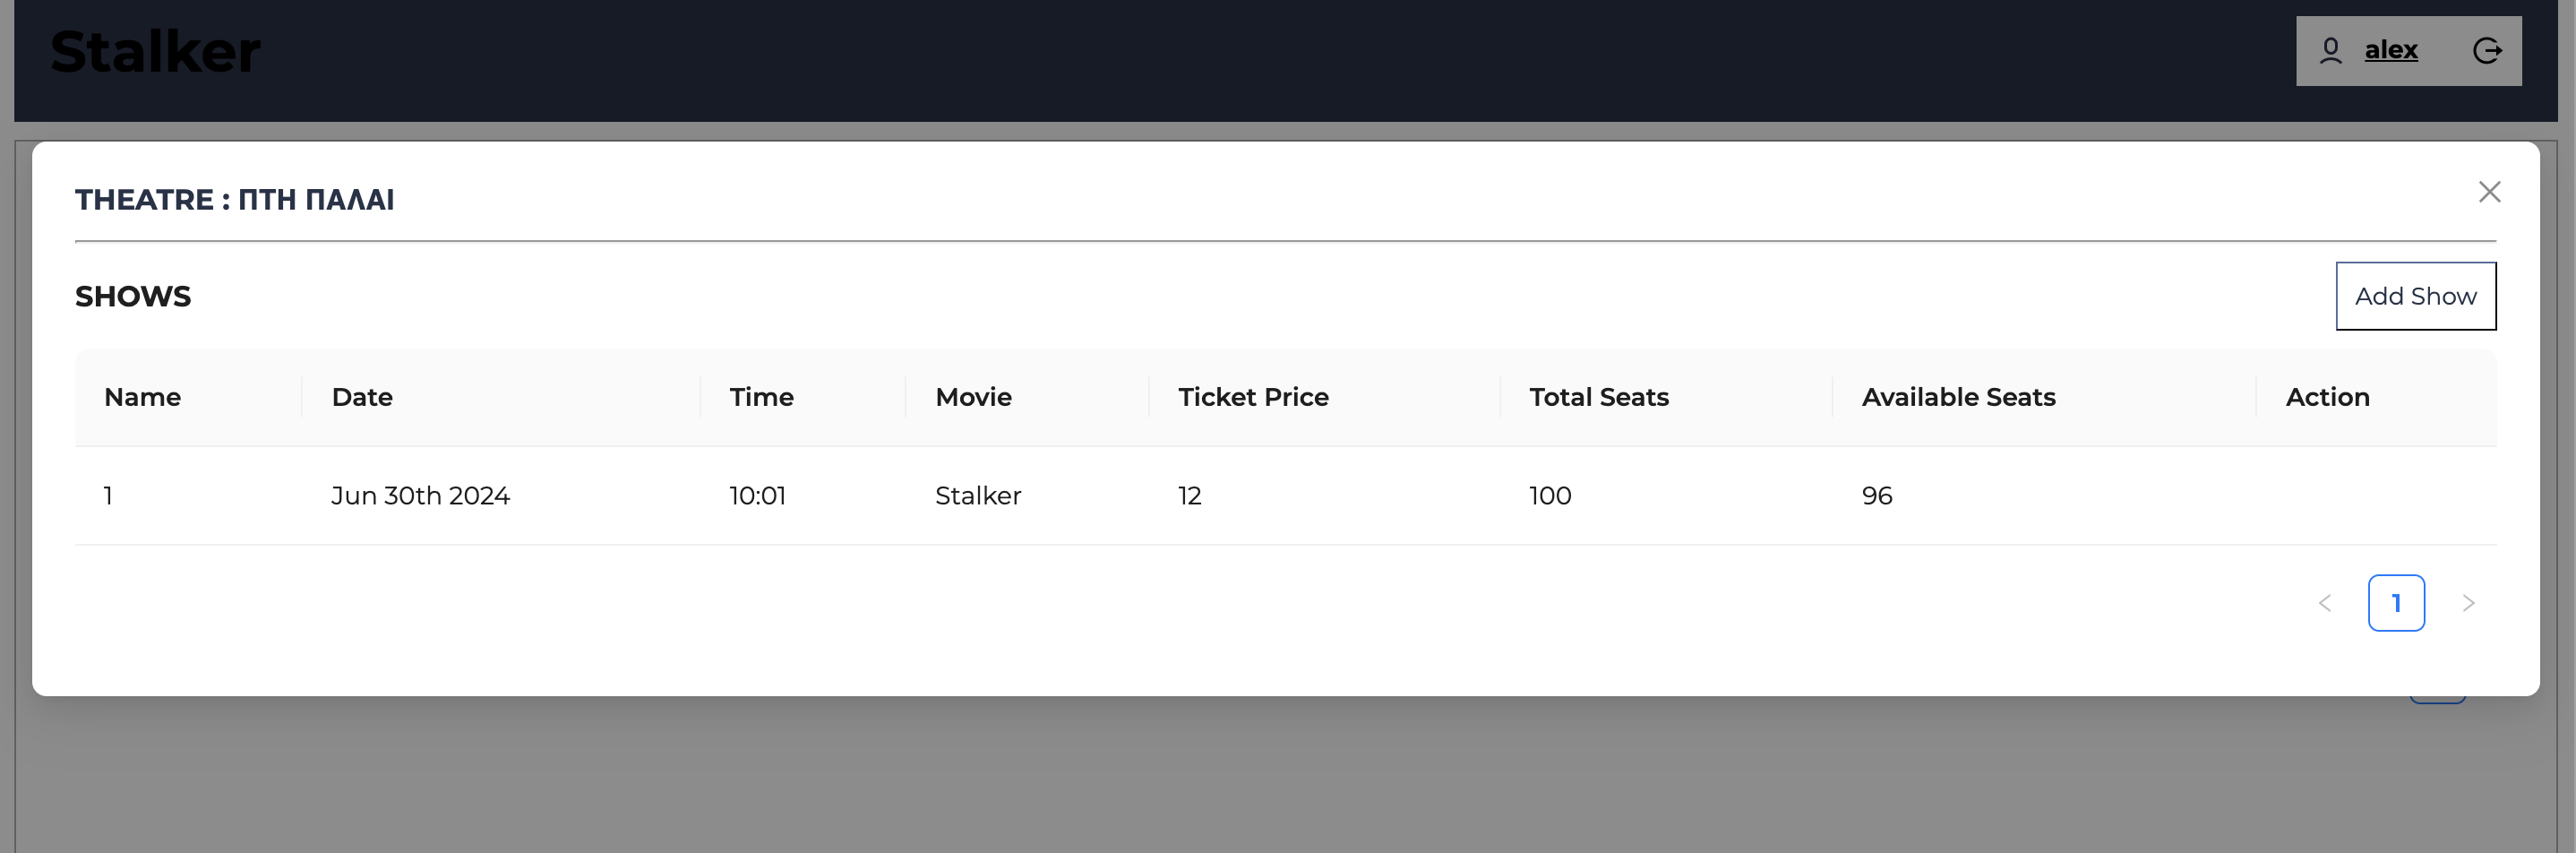 Stalker
alex
THEATRE : ΠΤΗ ΠΑΛΑΙ
SHOWS
Add Show
Name Date Time Movie Ticket Price Total Seats Available Seats Action
1 Jun 30th 2024 10:01 Stalker 12 100 96
1